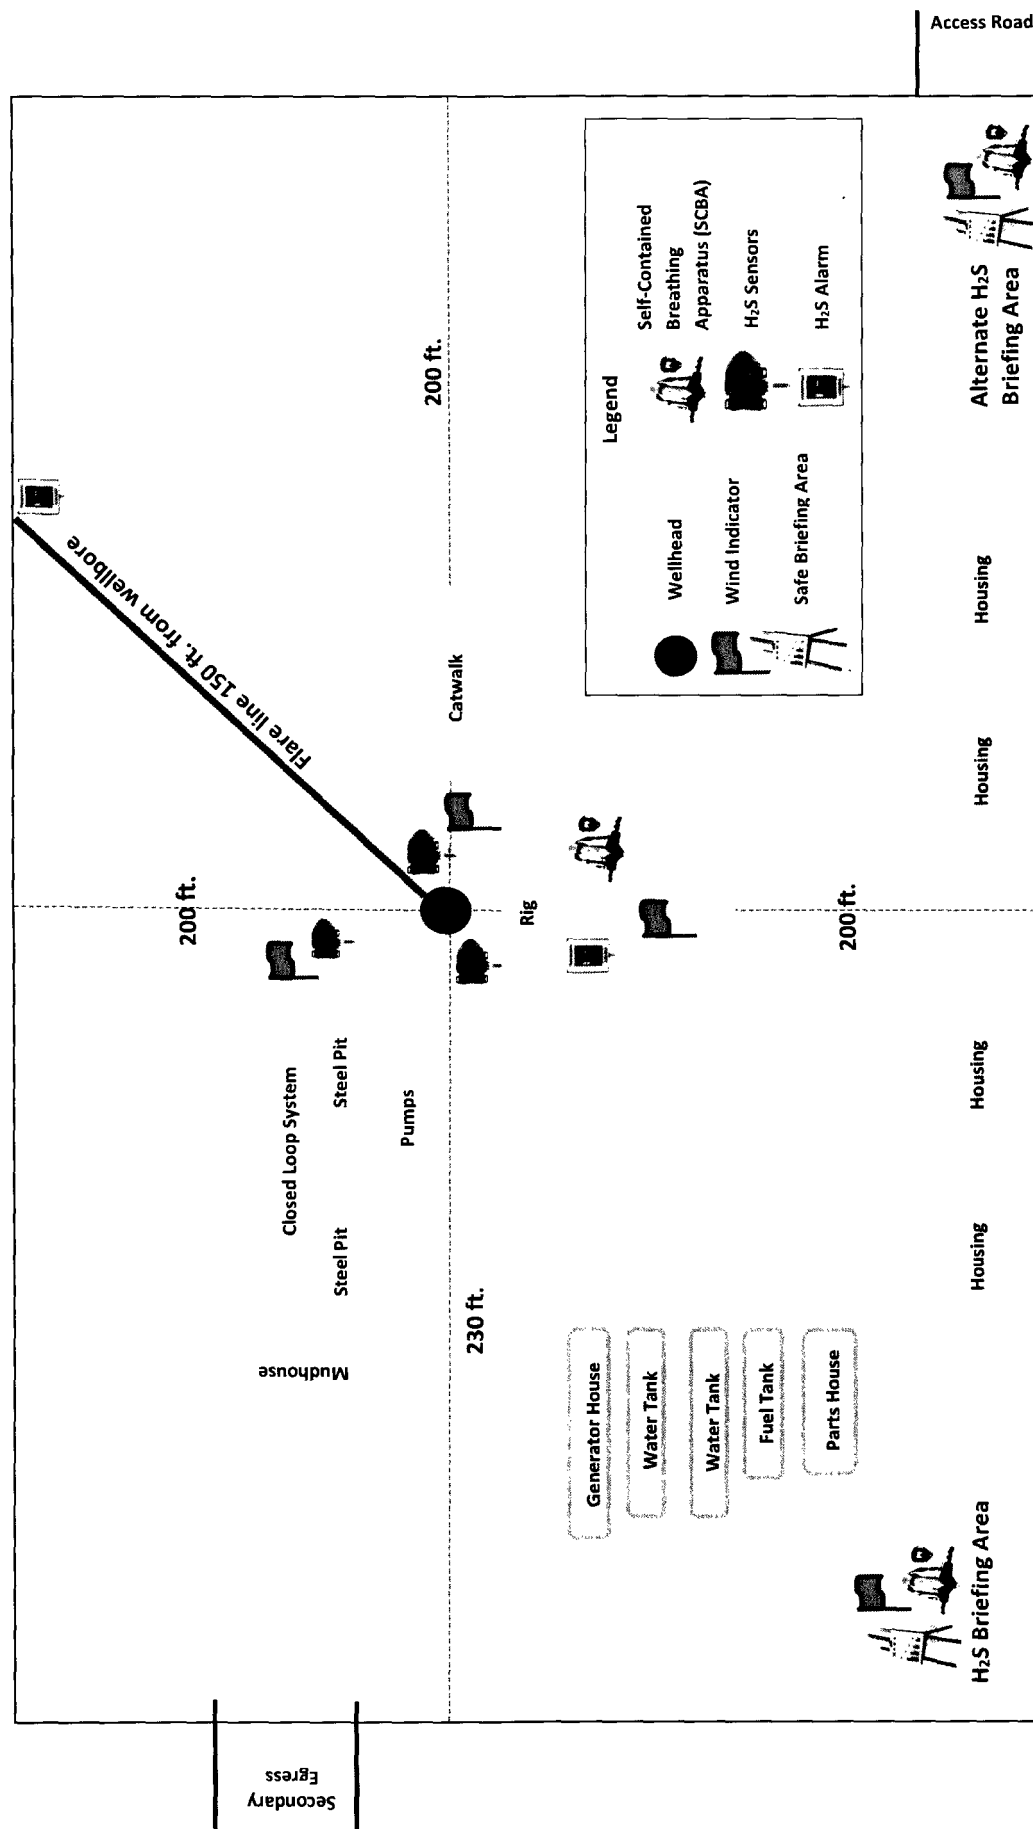 Access Road
200 ft.
Flare line 150 ft. from wellbore
Catwalk
200 ft.
Rig
200 ft.
Legend
Wellhead
Wind Indicator
Safe Briefing Area
Self-Contained
Breathing
Apparatus (SCBA)
H₂S Sensors
H₂S Alarm
Alternate H₂S
Briefing Area
Housing
Housing
Housing
Housing
Closed Loop System
Steel Pit
Steel Pit
Pumps
Mudhouse
230 ft.
Generator House
Water Tank
Water Tank
Fuel Tank
Parts House
H₂S Briefing Area
Secondary
Egress